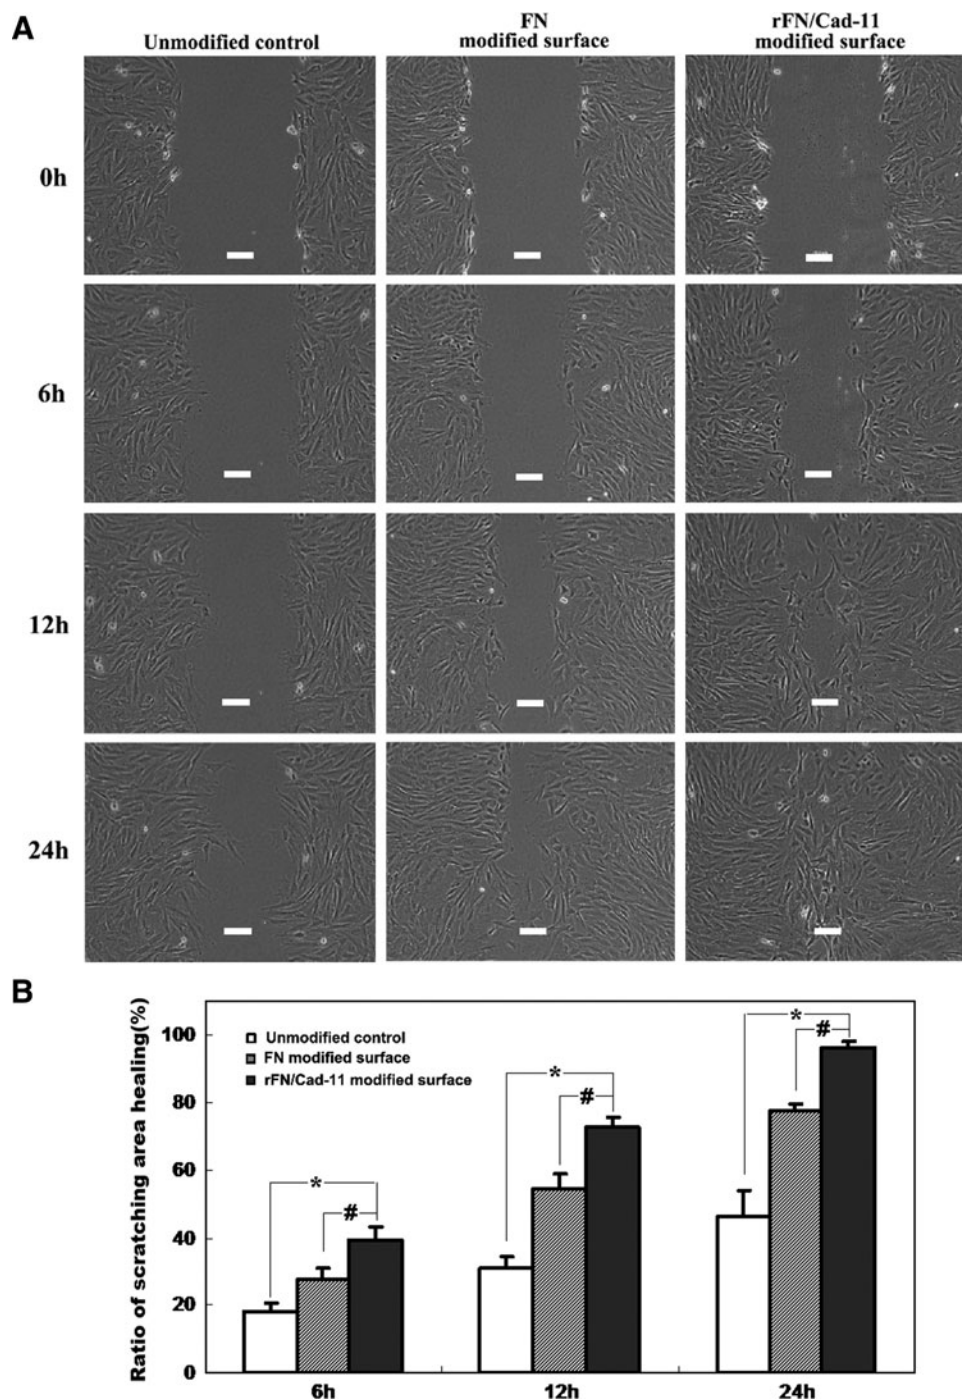 A
Unmodified control
FN
modified surface
rFN/Cad-11
modified surface
0h
6h
12h
24h
B
Ratio of scratching area healing(%)
100
80
60
40
20
0
Unmodified control
FN modified surface
rFN/Cad-11 modified surface
*
#
*
#
*
#
6h
12h
24h